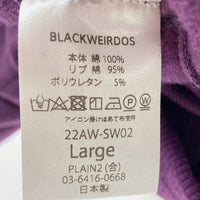 BLACKWEIRDOS
本体 綿 100%
リブ 綿 95%
ポリウレタン 5%
アイロン掛けはあて布使用
22AW-SW02
Large
PLAIN2 (合)
03-6416-0668
日本製